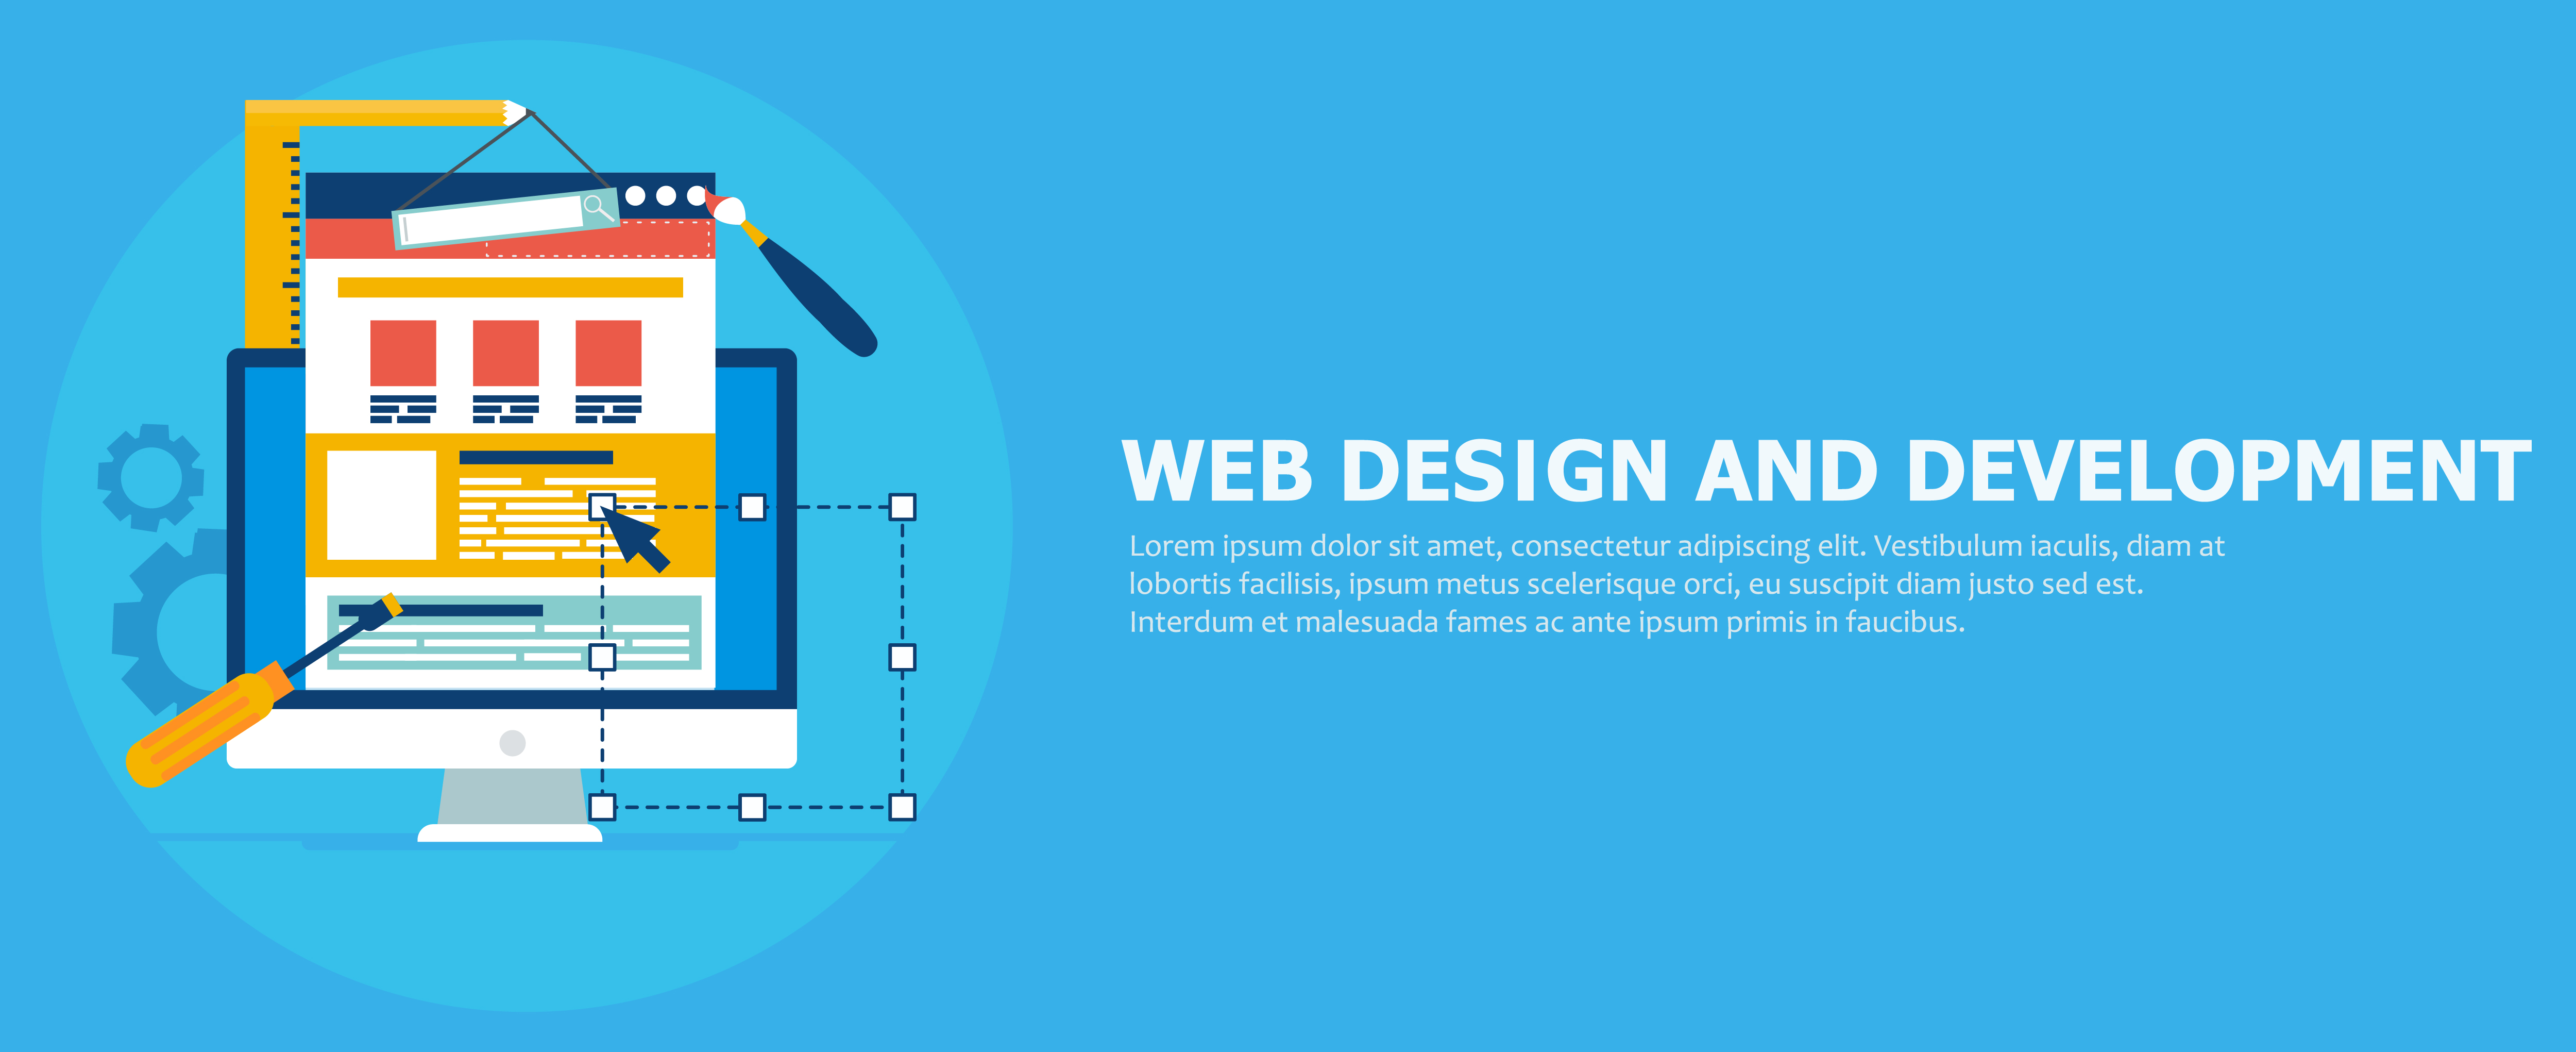 WEB DESIGN AND DEVELOPMENT
Lorem ipsum dolor sit amet, consectetur adipiscing elit. Vestibulum iaculis, diam at
lobortis facilisis, ipsum metus scelerisque orci, eu suscipit diam justo sed est.
Interdum et malesuada fames ac ante ipsum primis in faucibus.